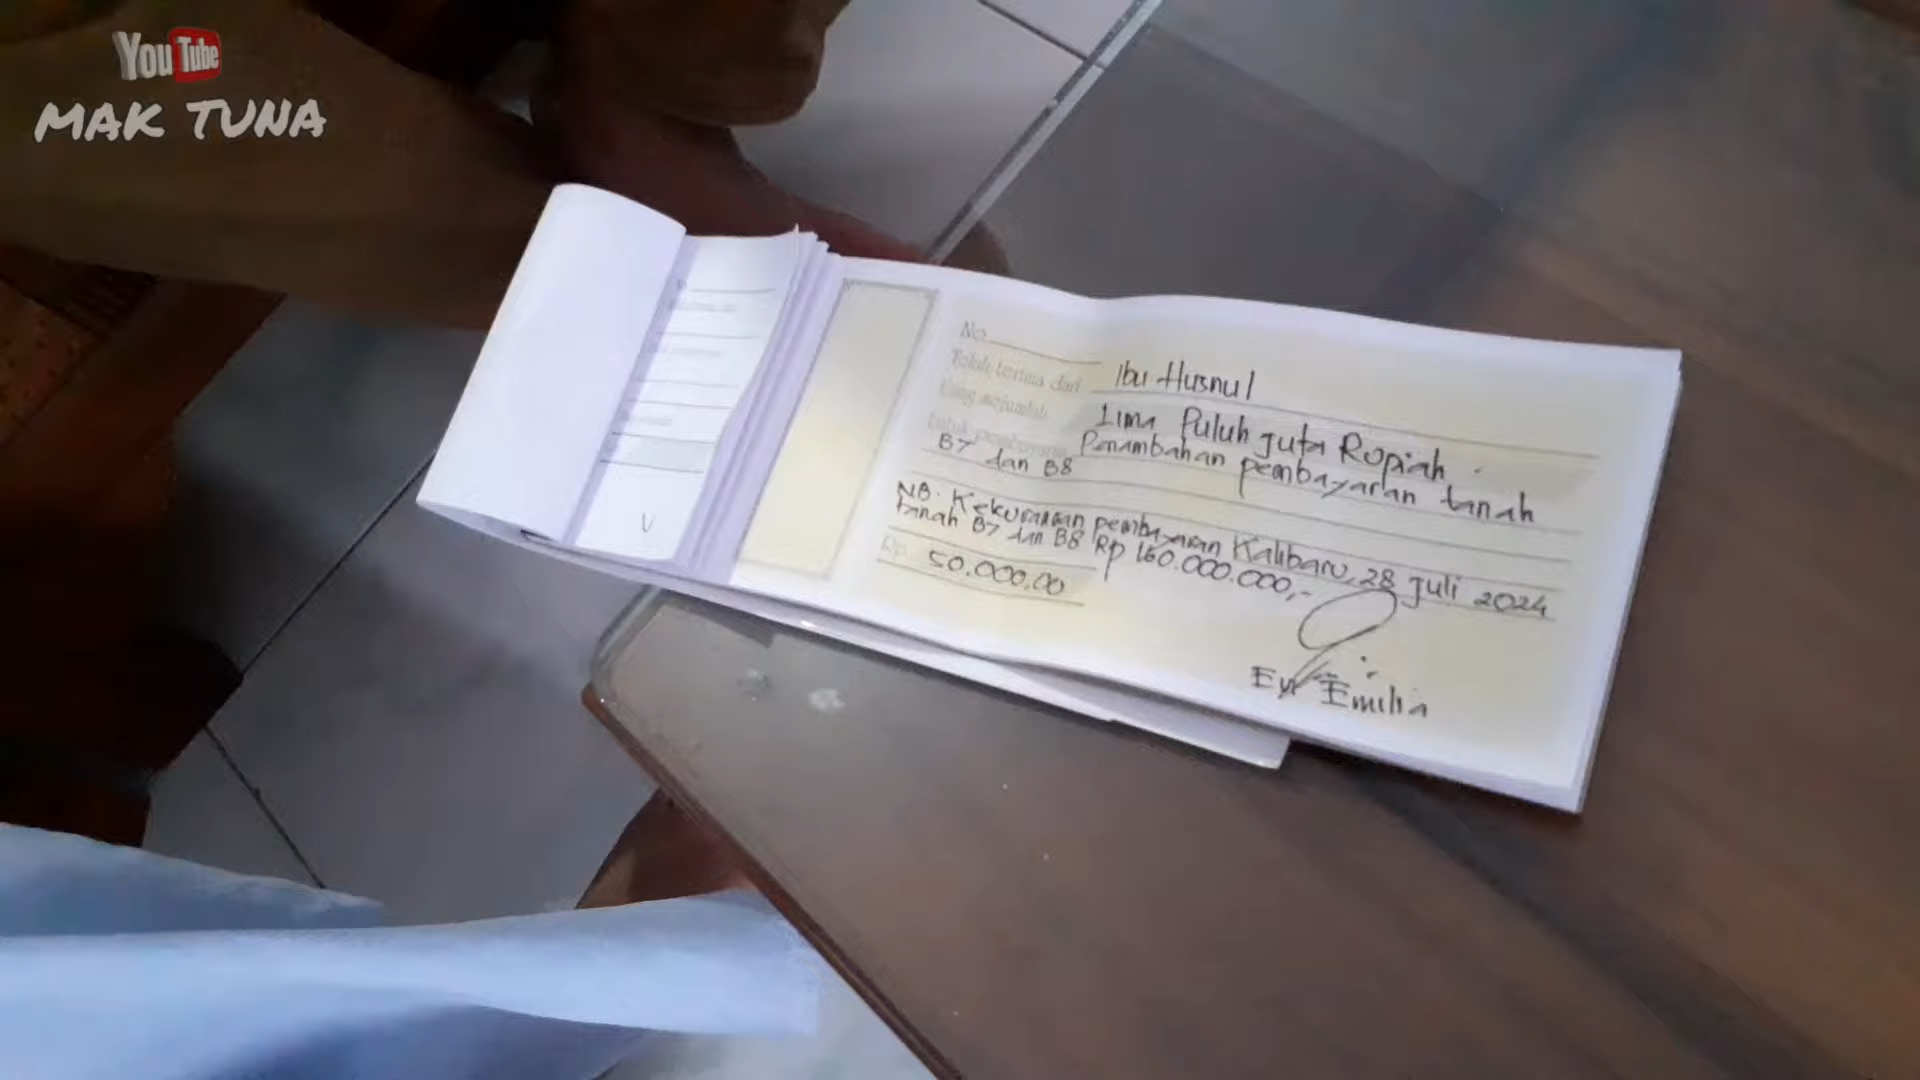 YouTube
MAK TUNA
No.
Telah terima dari Ibu Husnul
Uang sejumlah Lima Puluh Juta Rupiah
Untuk pembayaran Penambahan pembayaran tanah
B7 dan B8
NB. Kekurangan pembayaran
tanah B7 dan B8 Rp 160.000.000,-
Kalibaru, 28 Juli 2024
Rp. 50.000,00
Evi Emilia